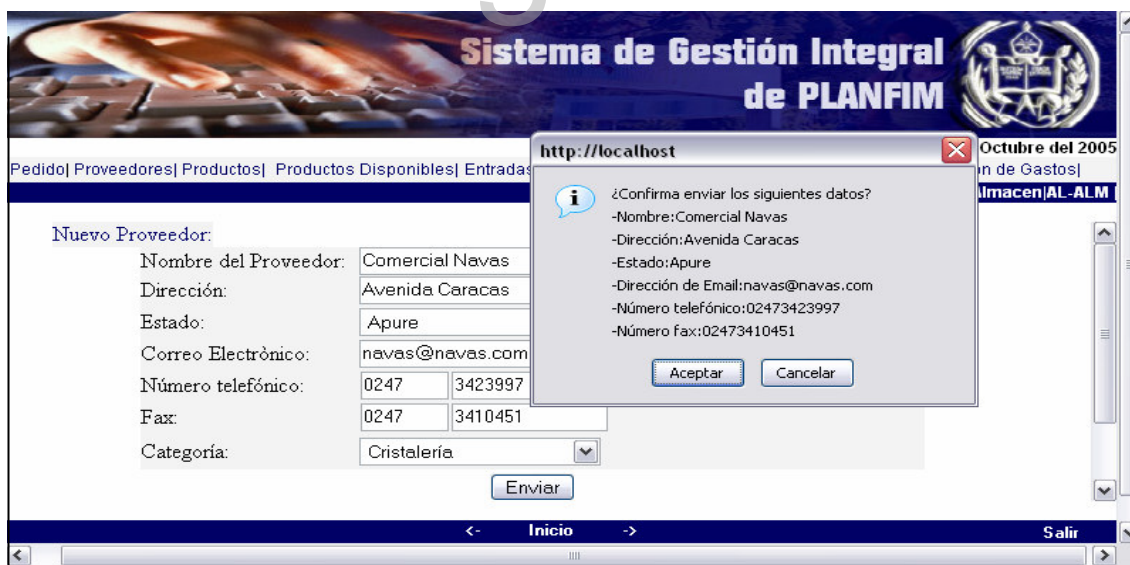 Sistema de Gestión Integral
de PLANFIM
Octubre del 2005
Pedido| Proveedores| Productos| Productos Disponibles| Entradas
n de Gastos|
lmacen|AL-ALM |
http://localhost
¿Confirma enviar los siguientes datos?
-Nombre:Comercial Navas
-Dirección:Avenida Caracas
-Estado:Apure
-Dirección de Email:navas@navas.com
-Número telefónico:02473423997
-Número fax:02473410451
Aceptar Cancelar
Nuevo Proveedor:
Nombre del Proveedor: Comercial Navas
Dirección: Avenida Caracas
Estado: Apure
Correo Electrònico: navas@navas.com
Número telefónico: 0247 3423997
Fax: 0247 3410451
Categoría: Cristalería
Enviar
<- Inicio -> Salir